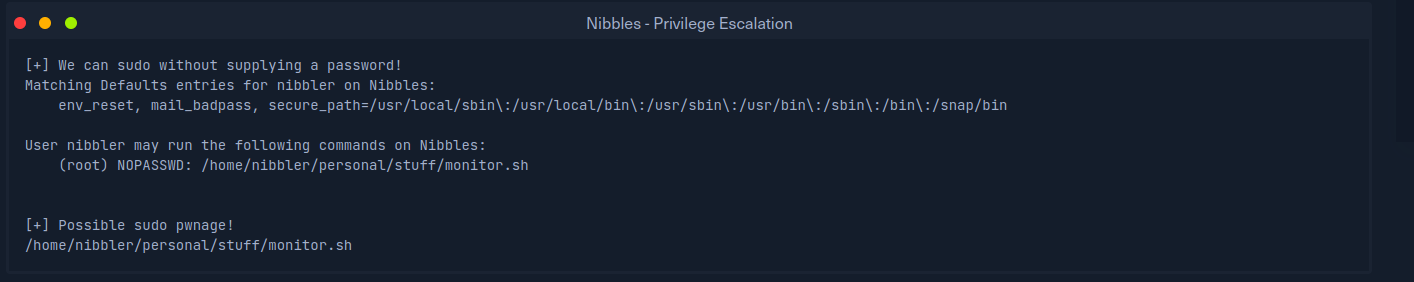 Nibbles - Privilege Escalation
[+] We can sudo without supplying a password!
Matching Defaults entries for nibbler on Nibbles:
    env_reset, mail_badpass, secure_path=/usr/local/sbin\:/usr/local/bin\:/usr/sbin\:/usr/bin\:/sbin\:/bin\:/snap/bin
User nibbler may run the following commands on Nibbles:
    (root) NOPASSWD: /home/nibbler/personal/stuff/monitor.sh
[+] Possible sudo pwnage!
/home/nibbler/personal/stuff/monitor.sh